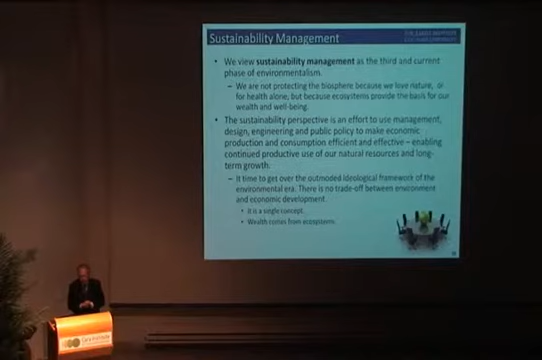 Sustainability Management
• We view sustainability management as the third and current
phase of environmentalism.
– We are not protecting the biosphere because we love nature, or
for health alone, but because ecosystems provide the basis for our
wealth and well-being.
• The sustainability perspective is an effort to use management,
design, engineering and public policy to make economic
production and consumption efficient and effective – enabling
continued productive use of our natural resources and long-
term growth.
– It time to get over the outmoded ideological framework of the
environmental era. There is no trade-off between environment
and economic development.
• It is a single concept.
• Wealth comes from ecosystems.